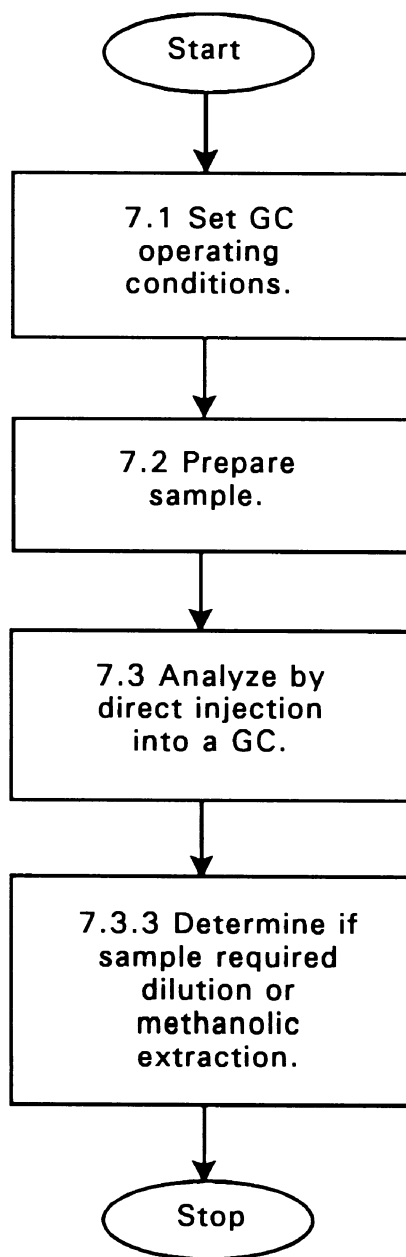 Start
7.1 Set GC
operating
conditions.
7.2 Prepare
sample.
7.3 Analyze by
direct injection
into a GC.
7.3.3 Determine if
sample required
dilution or
methanolic
extraction.
Stop